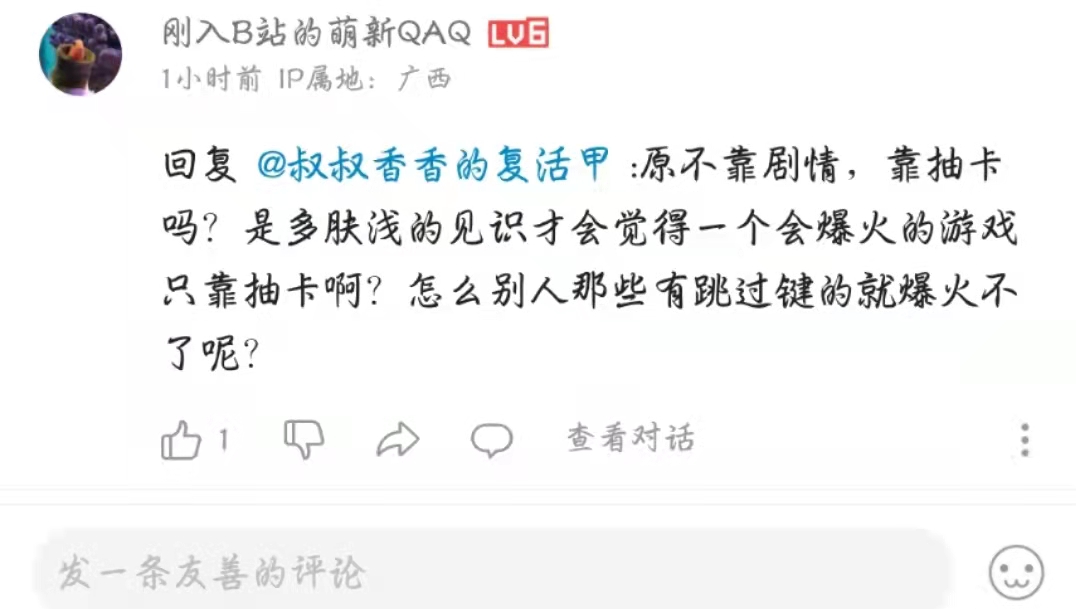 刚入B站的萌新QAQ LV6
1小时前 IP属地：广西
回复 @叔叔香香的复活甲 :原不靠剧情，靠抽卡
吗？是多肤浅的见识才会觉得一个会爆火的游戏
只靠抽卡啊？怎么别人那些有跳过键的就爆火不
了呢？
1 查看对话
发一条友善的评论